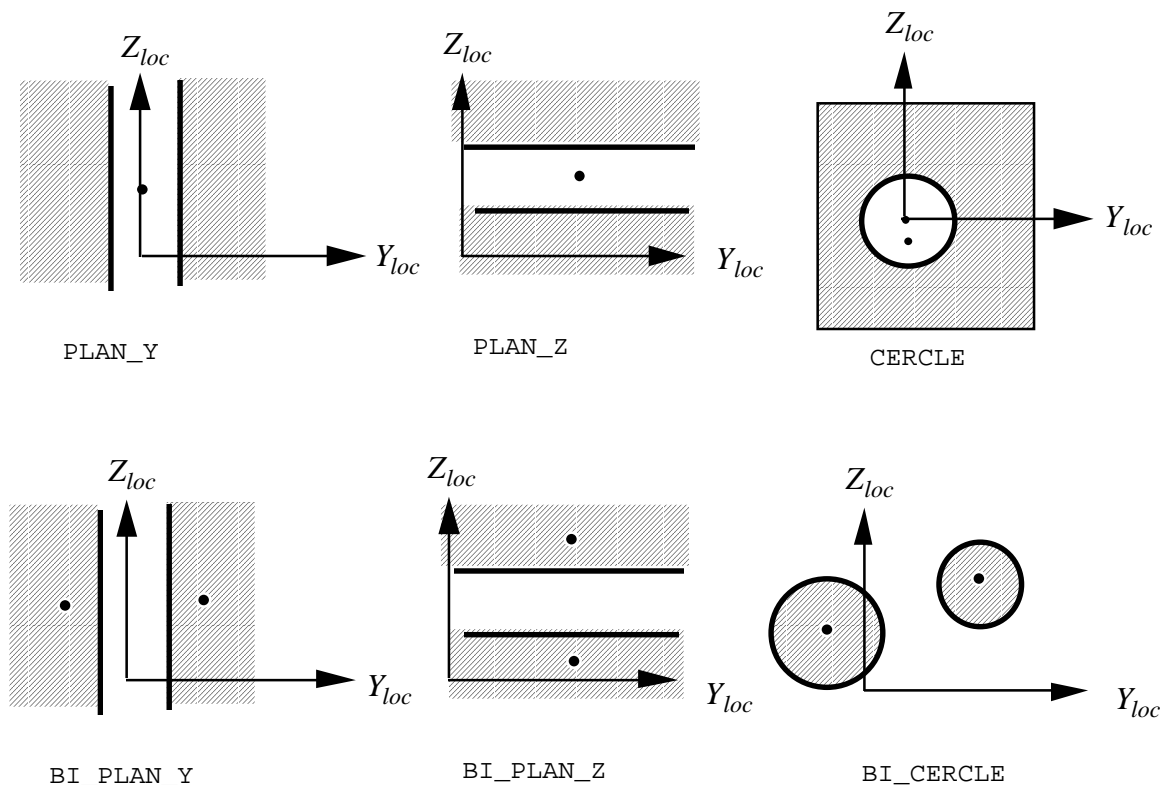 Z_loc
Y_loc
PLAN_Y
Z_loc
Y_loc
PLAN_Z
Z_loc
Y_loc
CERCLE
Z_loc
Y_loc
BI_PLAN_Y
Z_loc
Y_loc
BI_PLAN_Z
Z_loc
Y_loc
BI_CERCLE